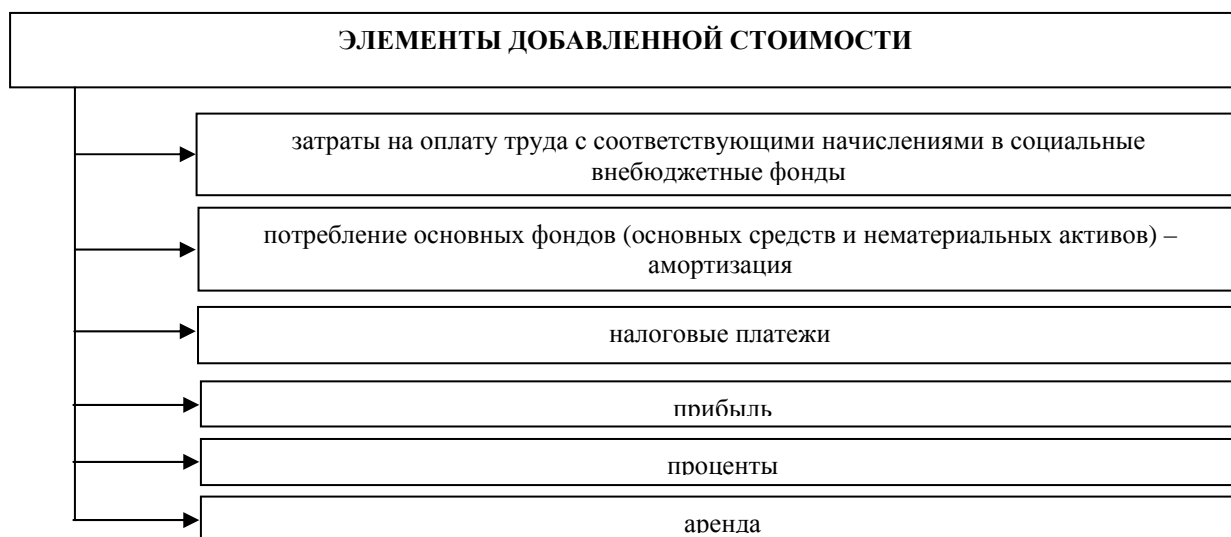 ЭЛЕМЕНТЫ ДОБАВЛЕННОЙ СТОИМОСТИ
затраты на оплату труда с соответствующими начислениями в социальные
внебюджетные фонды
потребление основных фондов (основных средств и нематериальных активов) –
амортизация
налоговые платежи
прибыль
проценты
аренда